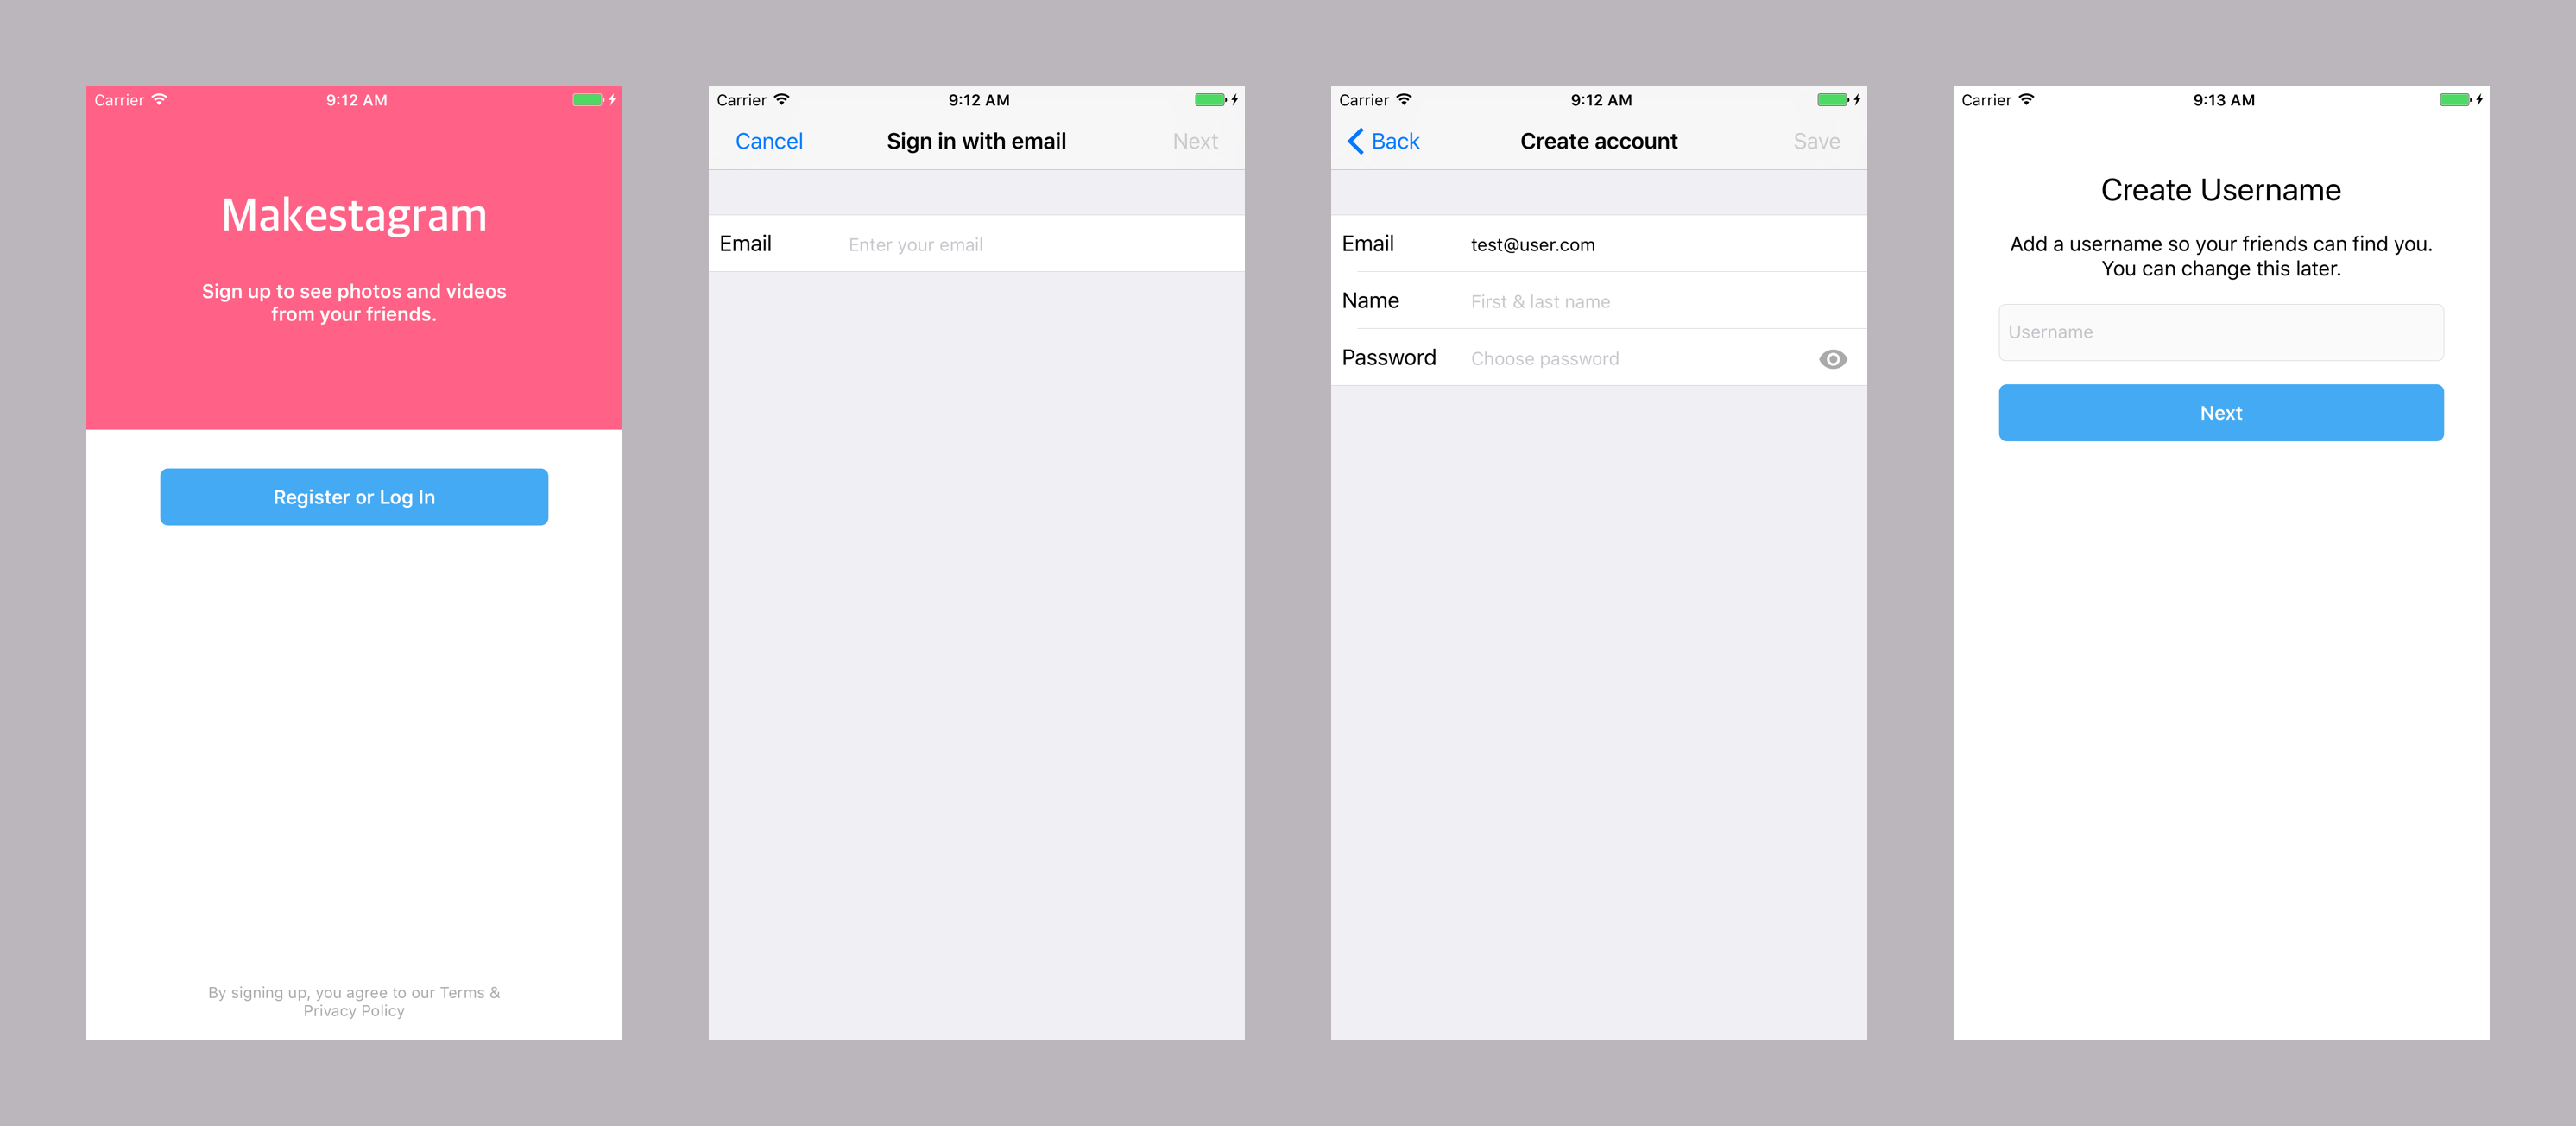 Carrier 9:12 AM
Makestagram
Sign up to see photos and videos
from your friends.
Register or Log In
By signing up, you agree to our Terms &
Privacy Policy
Carrier 9:12 AM
Cancel Sign in with email Next
Email Enter your email
Carrier 9:12 AM
Back Create account Save
Email test@user.com
Name First & last name
Password Choose password
Carrier 9:13 AM
Create Username
Add a username so your friends can find you.
You can change this later.
Username
Next